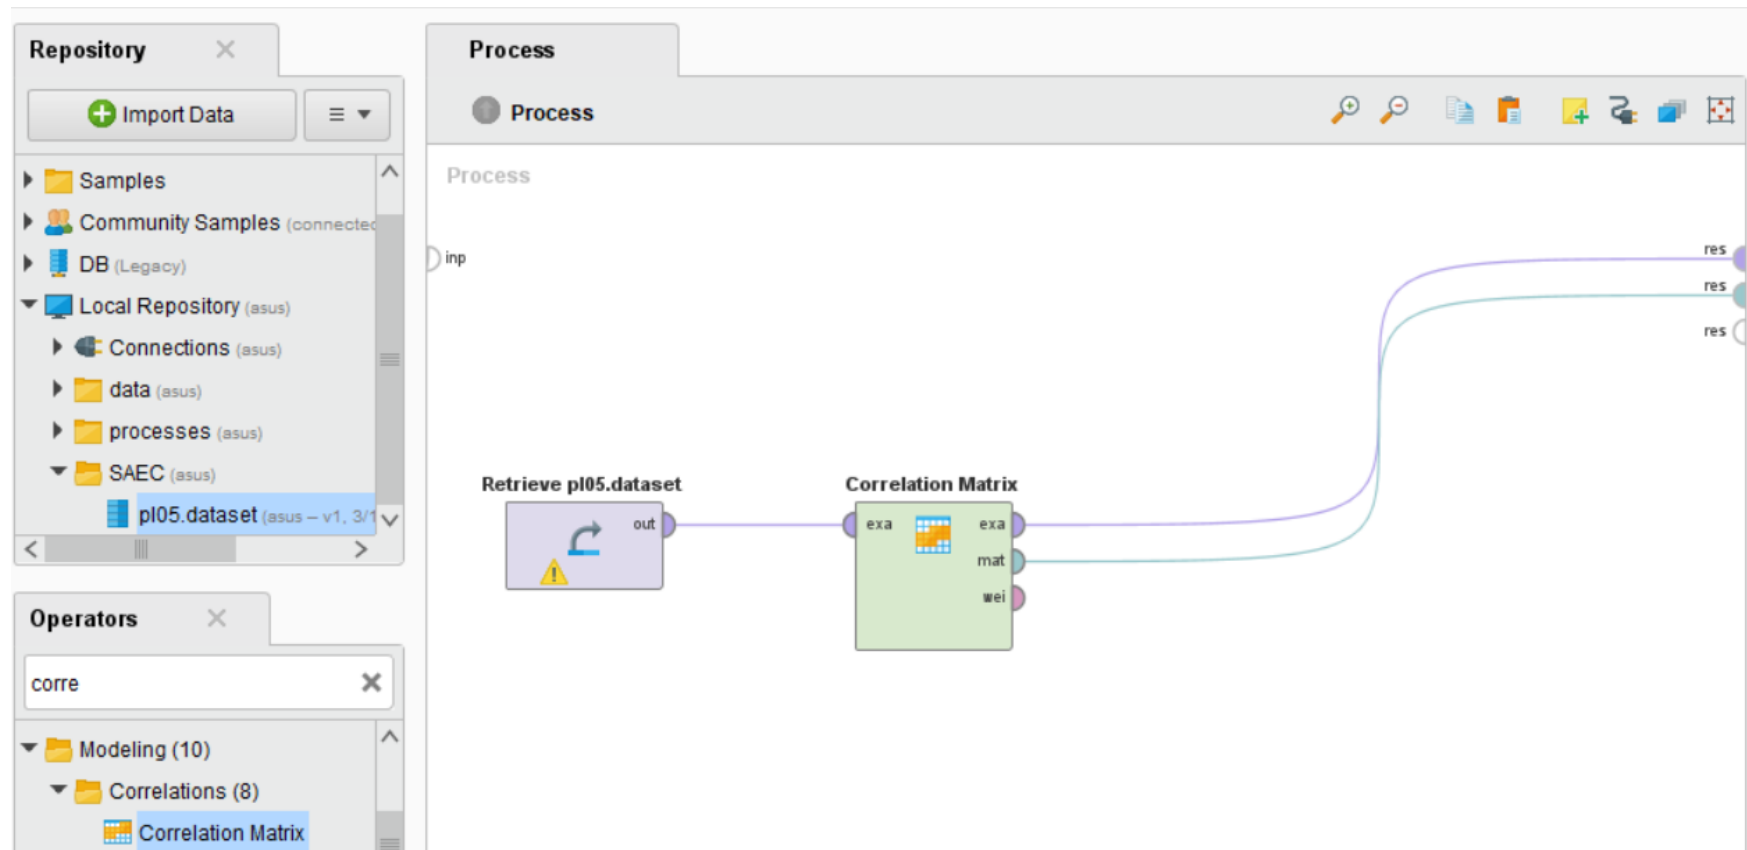 Repository
Import Data
Samples
Community Samples (connected
DB (Legacy)
Local Repository (asus)
Connections (asus)
data (asus)
processes (asus)
SAEC (asus)
pl05.dataset (asus – v1, 3/1
Operators
corre
Modeling (10)
Correlations (8)
Correlation Matrix
Process
Process
Process
inp
res
res
res
Retrieve pl05.dataset
out
Correlation Matrix
exa exa
mat
wei